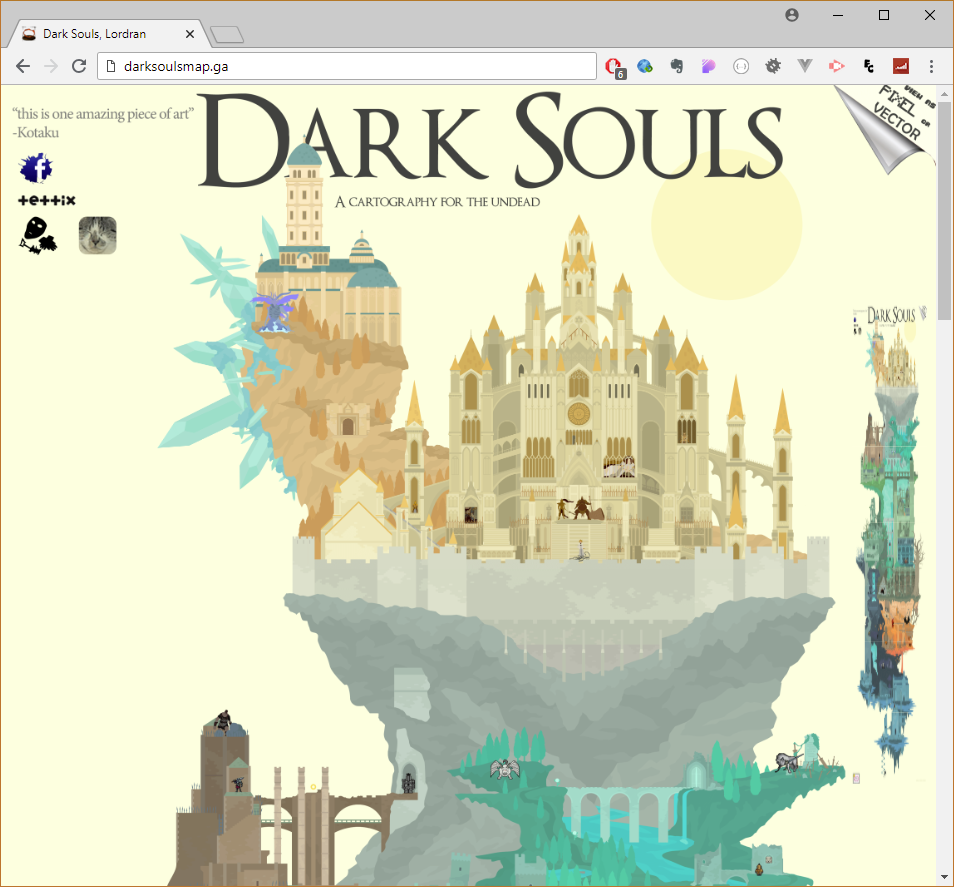 Dark Souls, Lordran
darksoulsmap.ga
6
“this is one amazing piece of art”
-Kotaku
DARK SOULS
A CARTOGRAPHY FOR THE UNDEAD
f
tettix
VIEW AS
PIXEL OR
VECTOR
DARK SOULS